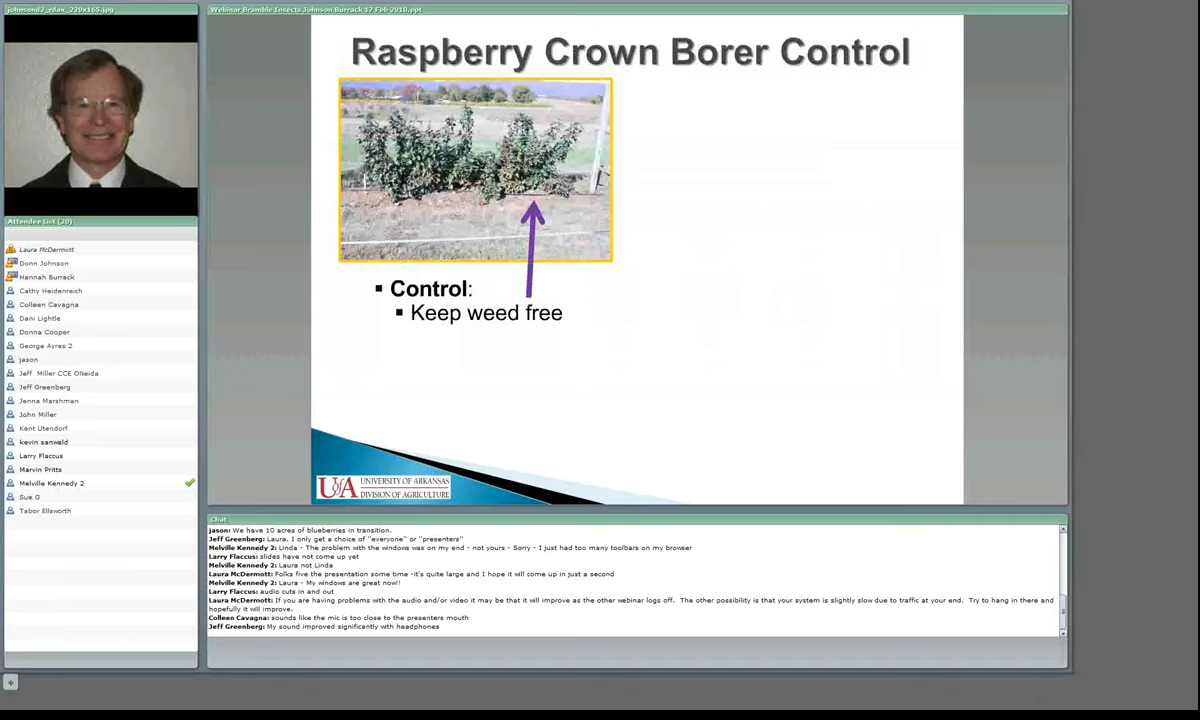 johnsond2_rdax_220x165.jpg
Attendee List (20)
Laura McDermott
Donn Johnson
Hannah Burrack
Cathy Heidenreich
Colleen Cavagna
Dani Lightle
Donna Cooper
George Ayres 2
jason
Jeff Miller CCE ONeida
Jeff Greenberg
Jenna Marshman
John Miller
Kent Utendorf
kevin sanwald
Larry Flaccus
Marvin Pritts
Melville Kennedy 2
Sue G
Tabor Ellsworth
Webinar Bramble Insects Johnson Burrack 17 Feb 2010.ppt
Raspberry Crown Borer Control
Control:
Keep weed free
UofA UNIVERSITY OF ARKANSAS
DIVISION OF AGRICULTURE
Chat
jason: We have 10 acres of blueberries in transition.
Jeff Greenberg: Laura, I only get a choice of "everyone" or "presenters"
Melville Kennedy 2: Linda - The problem with the windows was on my end - not yours - Sorry - I just had too many toolbars on my browser
Larry Flaccus: slides have not come up yet
Melville Kennedy 2: Laura not Linda
Laura McDermott: Folks five the presentation some time -it's quite large and I hope it will come up in just a second
Melville Kennedy 2: Laura - My windows are great now!!
Larry Flaccus: audio cuts in and out
Laura McDermott: If you are having problems with the audio and/or video it may be that it will improve as the other webinar logs off. The other possibility is that your system is slightly slow due to traffic at your end. Try to hang in there and
hopefully it will improve.
Colleen Cavagna: sounds like the mic is too close to the presenters mouth
Jeff Greenberg: My sound improved significantly with headphones